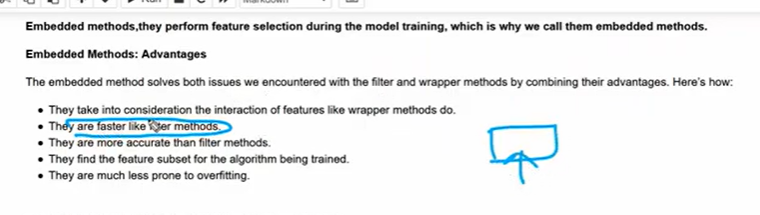 Embedded methods,they perform feature selection during the model training, which is why we call them embedded methods.
Embedded Methods: Advantages
The embedded method solves both issues we encountered with the filter and wrapper methods by combining their advantages. Here's how:
• They take into consideration the interaction of features like wrapper methods do.
• They are faster like filter methods.
• They are more accurate than filter methods.
• They find the feature subset for the algorithm being trained.
• They are much less prone to overfitting.